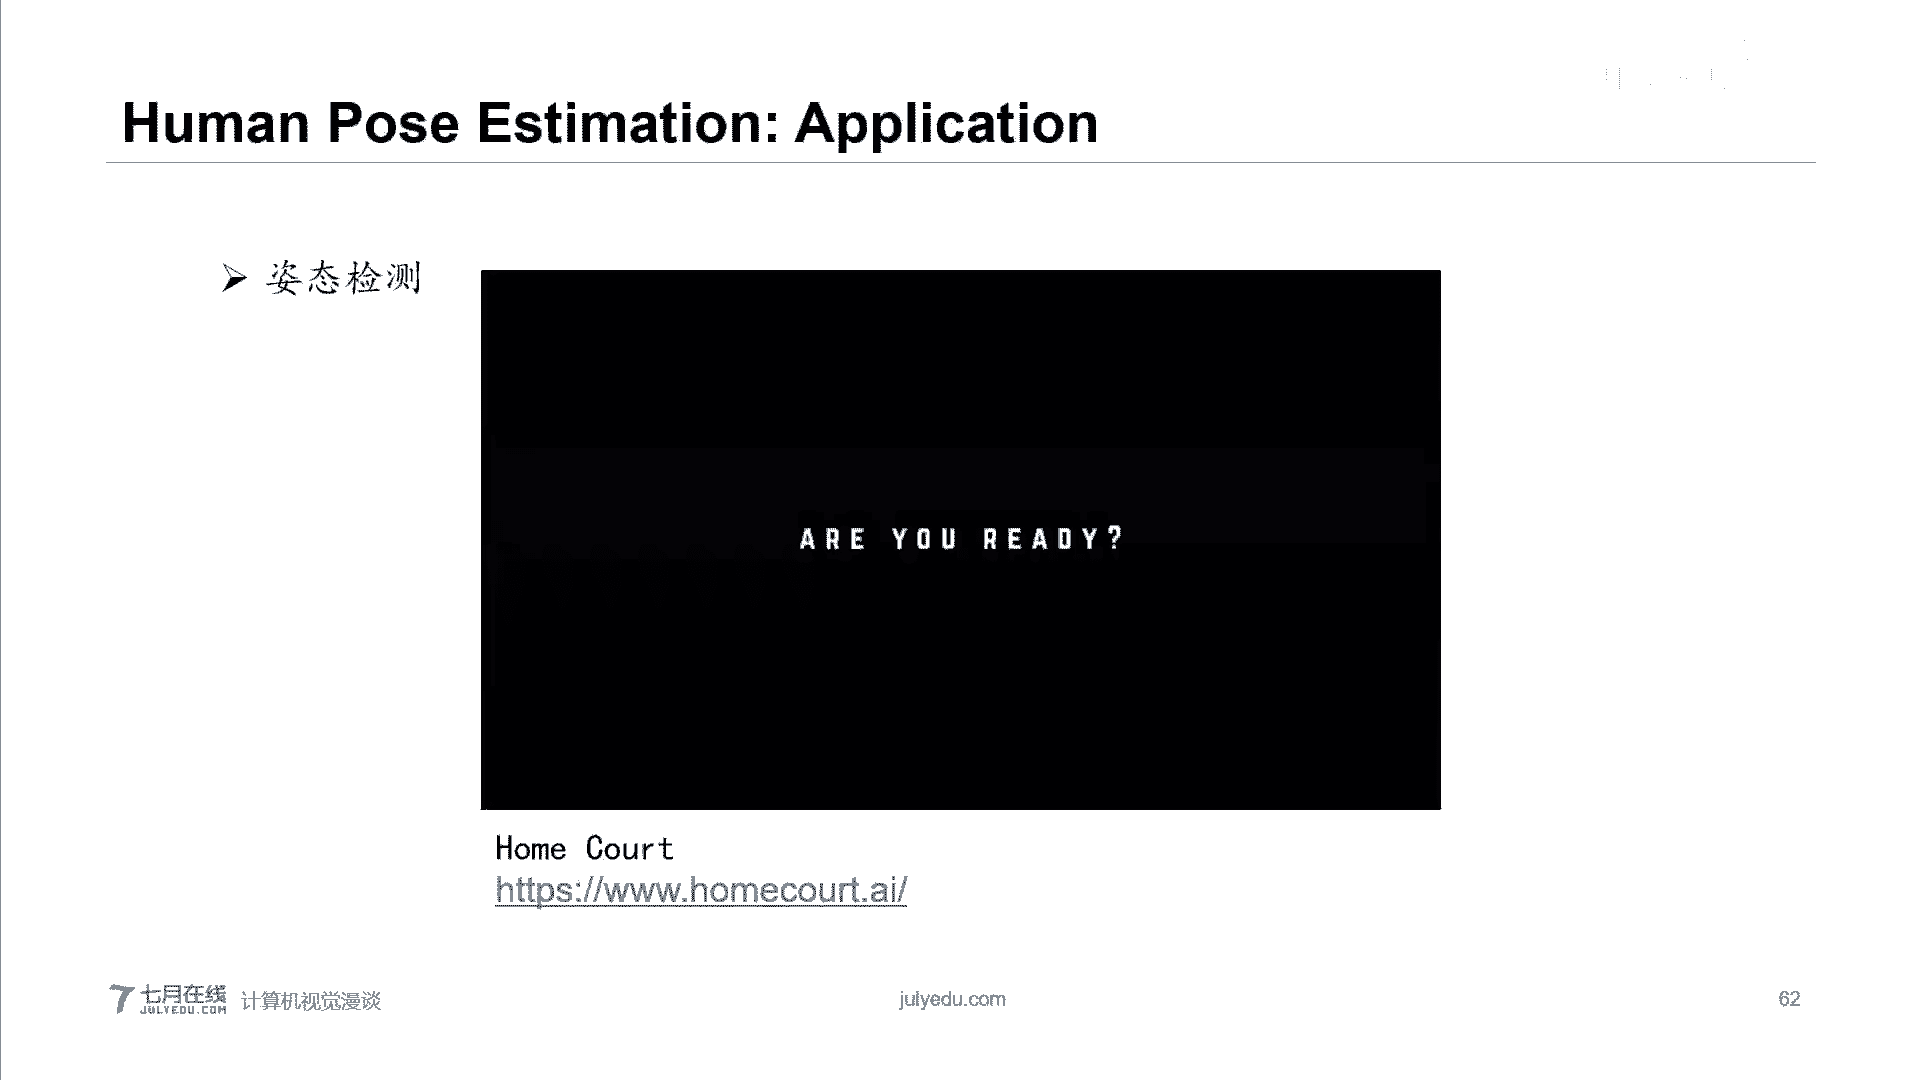 Human Pose Estimation: Application
➢ 姿态检测
ARE YOU READY?
Home Court
https://www.homecourt.ai/
七月在线
JULYEDU.COM
计算机视觉漫谈
julyedu.com
62